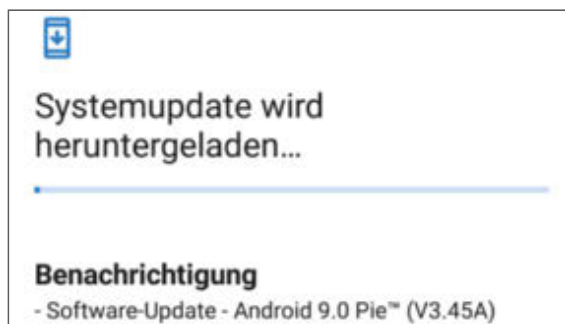 Systemupdate wird
heruntergeladen...
Benachrichtigung
- Software-Update - Android 9.0 Pie™ (V3.45A)